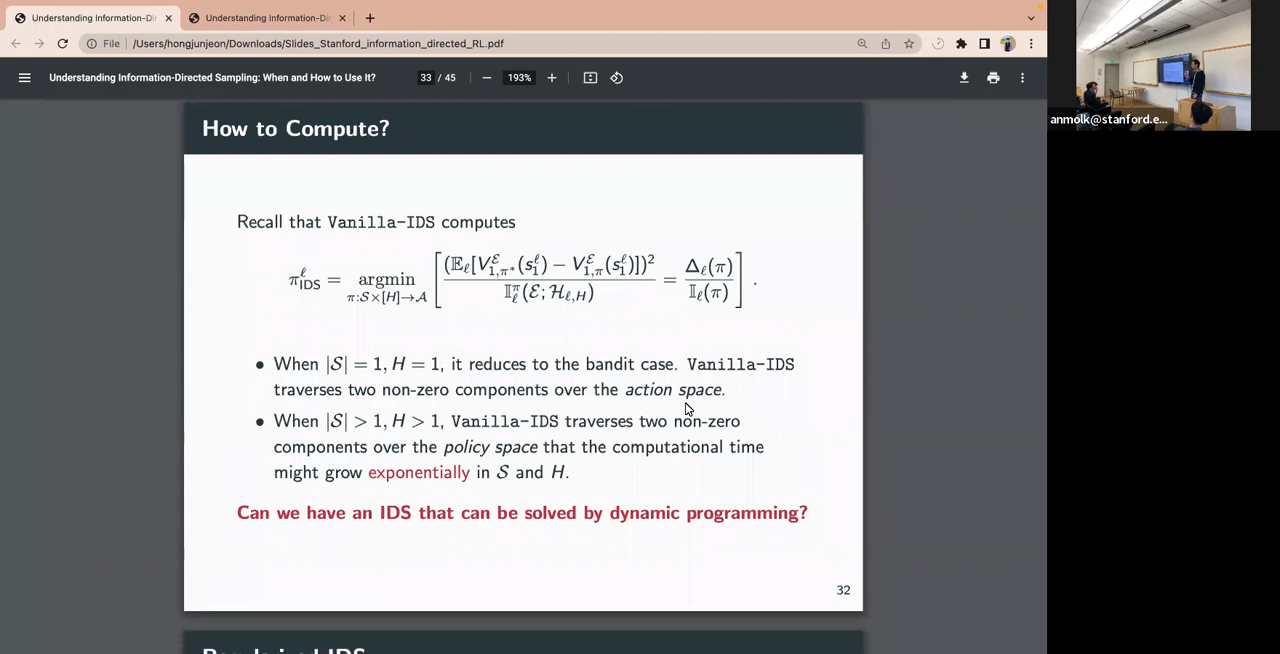 Understanding Information-Di
Understanding Information-Dir
File /Users/hongjunjeon/Downloads/Slides_Stanford_information_directed_RL.pdf
Understanding Information-Directed Sampling: When and How to Use It? 33 / 45 193%
anmolk@stanford.e...
How to Compute?
Recall that Vanilla-IDS computes
π^ℓ_IDS = argmin_{π:𝒮×[H]→𝒜} [ (𝔼_ℓ[V^ℰ_{1,π*}(s^ℓ_1) − V^ℰ_{1,π}(s^ℓ_1)])² / 𝕀^π_ℓ(ℰ; ℋ_{ℓ,H}) = Δ_ℓ(π) / 𝕀_ℓ(π) ] .
• When |𝒮| = 1, H = 1, it reduces to the bandit case. Vanilla-IDS
traverses two non-zero components over the action space.
• When |𝒮| > 1, H > 1, Vanilla-IDS traverses two non-zero
components over the policy space that the computational time
might grow exponentially in 𝒮 and H.
Can we have an IDS that can be solved by dynamic programming?
32